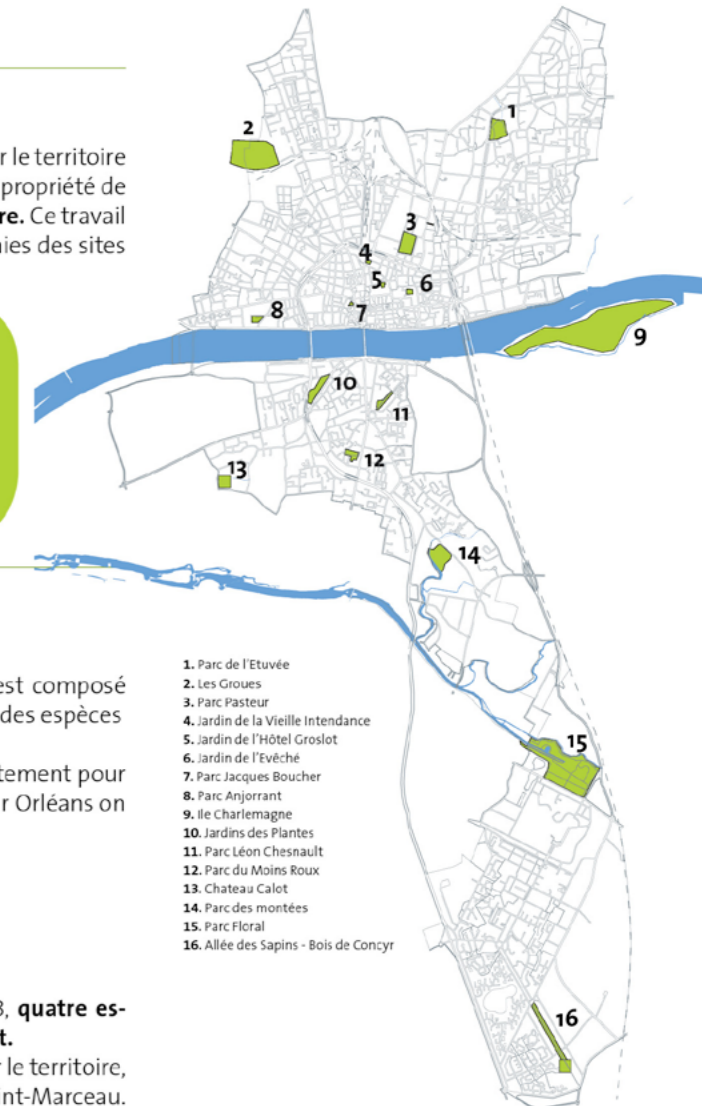 r le territoire
propriété de
re. Ce travail
nies des sites
est composé
des espèces
tement pour
r Orléans on
3, quatre es-
t.
r le territoire,
int-Marceau.
1
2
3
4
5
6
7
8
9
10
11
12
13
14
15
16
1. Parc de l'Etuvée
2. Les Groues
3. Parc Pasteur
4. Jardin de la Vieille Intendance
5. Jardin de l'Hôtel Groslot
6. Jardin de l'Evêché
7. Parc Jacques Boucher
8. Parc Anjorrant
9. Ile Charlemagne
10. Jardins des Plantes
11. Parc Léon Chesnault
12. Parc du Moins Roux
13. Chateau Calot
14. Parc des montées
15. Parc Floral
16. Allée des Sapins - Bois de Concyr